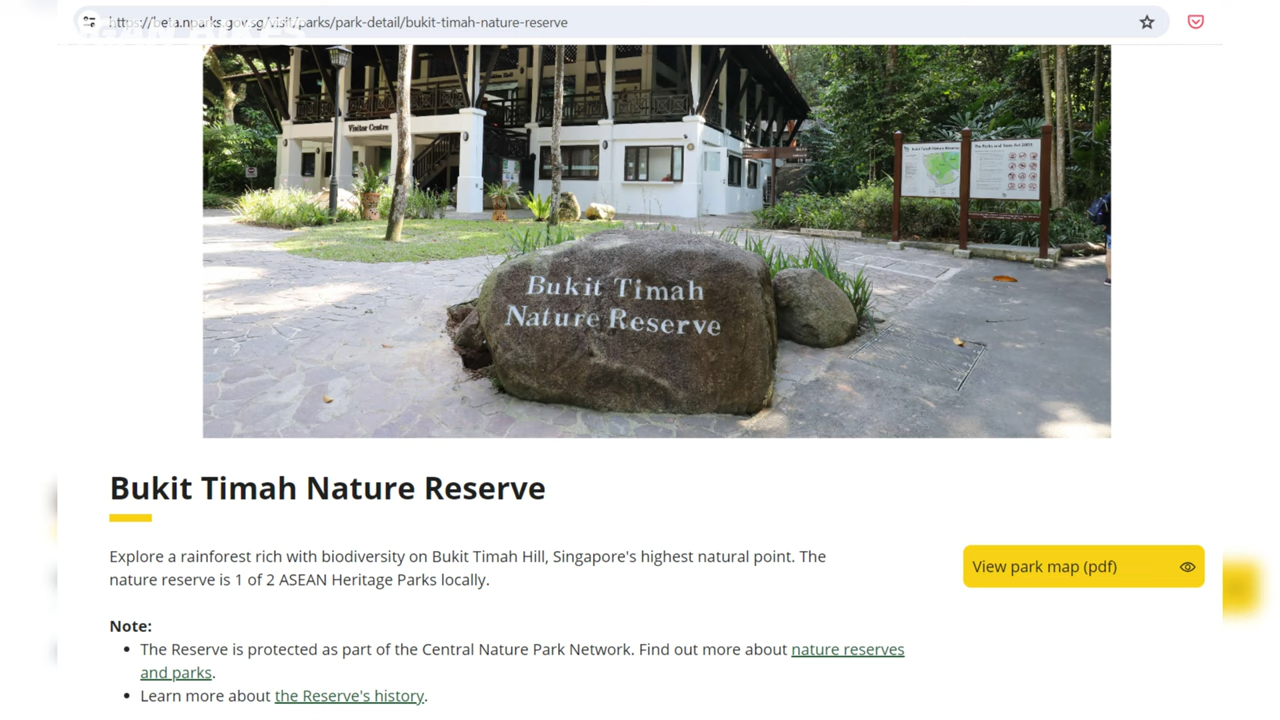 https://beta.nparks.gov.sg/visit/parks/park-detail/bukit-timah-nature-reserve
Visitor Centre
Bukit Timah
Nature Reserve
Bukit Timah Nature Reserve
Explore a rainforest rich with biodiversity on Bukit Timah Hill, Singapore's highest natural point. The
nature reserve is 1 of 2 ASEAN Heritage Parks locally.
View park map (pdf)
Note:
• The Reserve is protected as part of the Central Nature Park Network. Find out more about nature reserves
and parks.
• Learn more about the Reserve's history.